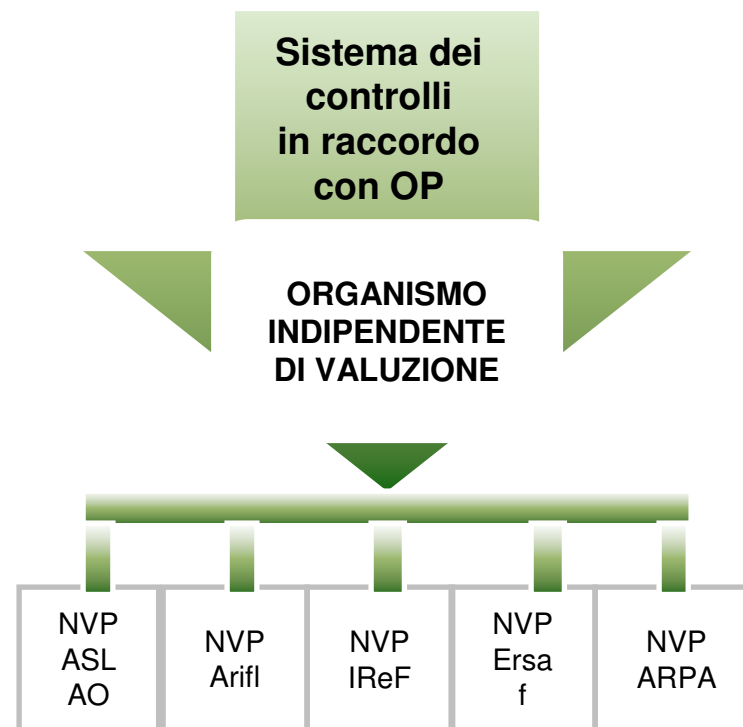 Sistema dei
controlli
in raccordo
con OP
ORGANISMO
INDIPENDENTE
DI VALUZIONE
NVP
ASL
AO
NVP
Arifl
NVP
IReF
NVP
Ersa
f
NVP
ARPA